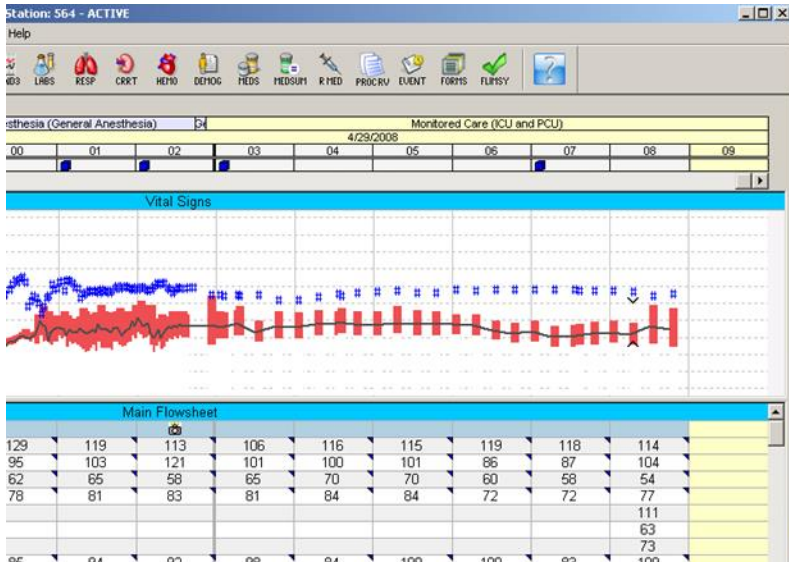 Station: 564 - ACTIVE
Help
LABS RESP CRRT HEMO DEMOG MEDS MEDSUM R MED PROCRV EVENT FORMS FLIMSY
sthesia (General Anesthesia) Ge Monitored Care (ICU and PCU)
4/29/2008
00 01 02 03 04 05 06 07 08 09
Vital Signs
Main Flowsheet
129 119 113 106 116 115 119 118 114
95 103 121 101 100 101 86 87 104
62 65 58 65 70 70 60 58 54
78 81 83 81 84 84 72 72 77
111
63
73